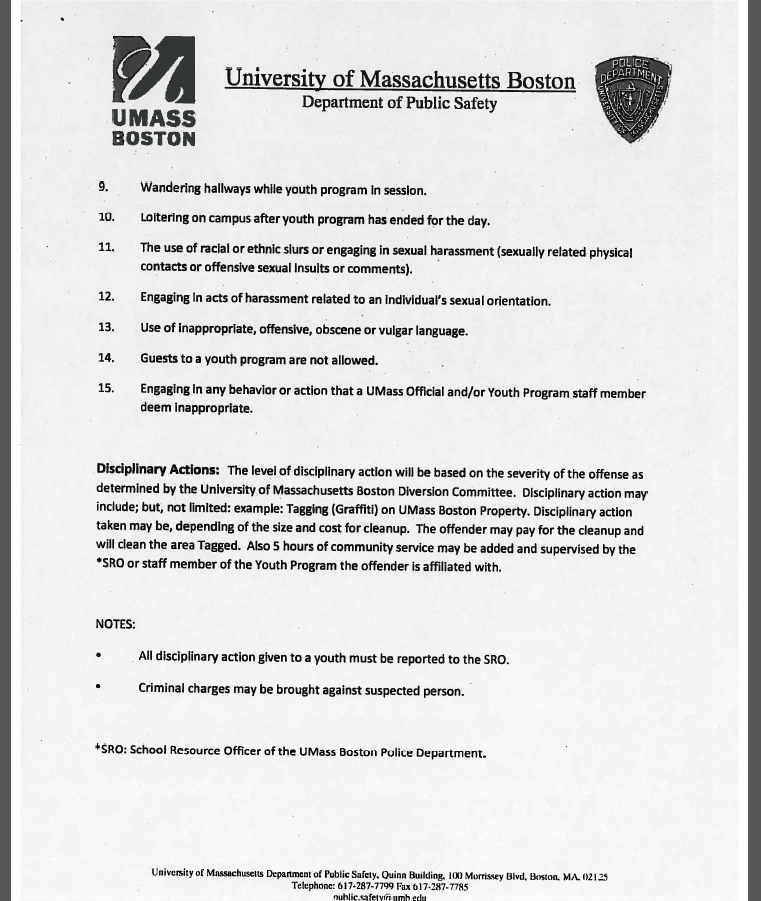 UMASS
BOSTON
University of Massachusetts Boston
Department of Public Safety
POLICE
DEPARTMENT
9. Wandering hallways while youth program in session.
10. Loitering on campus after youth program has ended for the day.
11. The use of racial or ethnic slurs or engaging in sexual harassment (sexually related physical
contacts or offensive sexual insults or comments).
12. Engaging in acts of harassment related to an individual's sexual orientation.
13. Use of inappropriate, offensive, obscene or vulgar language.
14. Guests to a youth program are not allowed.
15. Engaging in any behavior or action that a UMass Official and/or Youth Program staff member
deem inappropriate.
Disciplinary Actions: The level of disciplinary action will be based on the severity of the offense as
determined by the University of Massachusetts Boston Diversion Committee. Disciplinary action may
include; but, not limited: example: Tagging (Graffiti) on UMass Boston Property. Disciplinary action
taken may be, depending of the size and cost for cleanup. The offender may pay for the cleanup and
will clean the area Tagged. Also 5 hours of community service may be added and supervised by the
*SRO or staff member of the Youth Program the offender is affiliated with.
NOTES:
• All disciplinary action given to a youth must be reported to the SRO.
• Criminal charges may be brought against suspected person.
*SRO: School Resource Officer of the UMass Boston Police Department.
University of Massachusetts Department of Public Safety, Quinn Building, 100 Morrissey Blvd, Boston, MA, 02125
Telephone: 617-287-7799 Fax 617-287-7785
public.safety@umb.edu